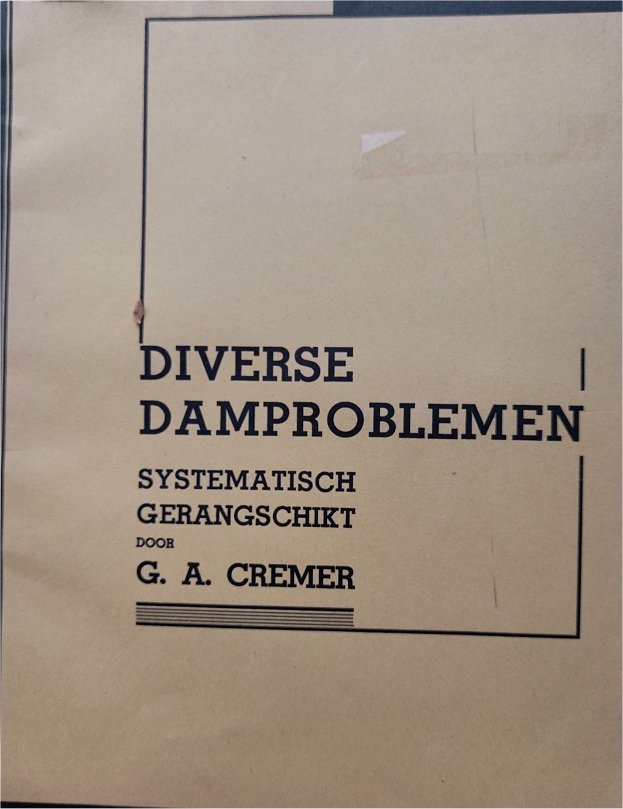 DIVERSE
DAMPROBLEMEN
SYSTEMATISCH
GERANGSCHIKT
DOOR
G. A. CREMER